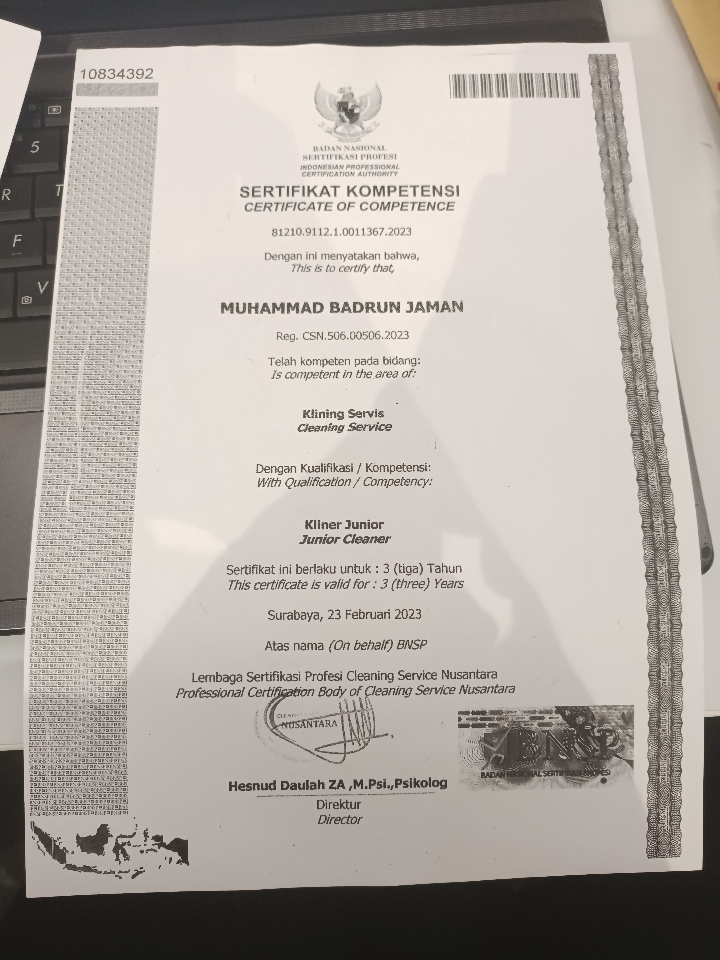 10834392
BADAN NASIONAL
SERTIFIKASI PROFESI
INDONESIAN PROFESSIONAL
CERTIFICATION AUTHORITY
SERTIFIKAT KOMPETENSI
CERTIFICATE OF COMPETENCE
81210.9112.1.0011367.2023
Dengan ini menyatakan bahwa,
This is to certify that,
MUHAMMAD BADRUN JAMAN
Reg. CSN.506.00506.2023
Telah kompeten pada bidang:
Is competent in the area of:
Klining Servis
Cleaning Service
Dengan Kualifikasi / Kompetensi:
With Qualification / Competency:
Kliner Junior
Junior Cleaner
Sertifikat ini berlaku untuk : 3 (tiga) Tahun
This certificate is valid for : 3 (three) Years
Surabaya, 23 Februari 2023
Atas nama (On behalf) BNSP
Lembaga Sertifikasi Profesi Cleaning Service Nusantara
Professional Certification Body of Cleaning Service Nusantara
NUSANTARA
BNSP
BADAN NASIONAL SERTIFIKASI PROFESI
Hesnud Daulah ZA ,M.Psi.,Psikolog
Direktur
Director
5
R
T
F
V